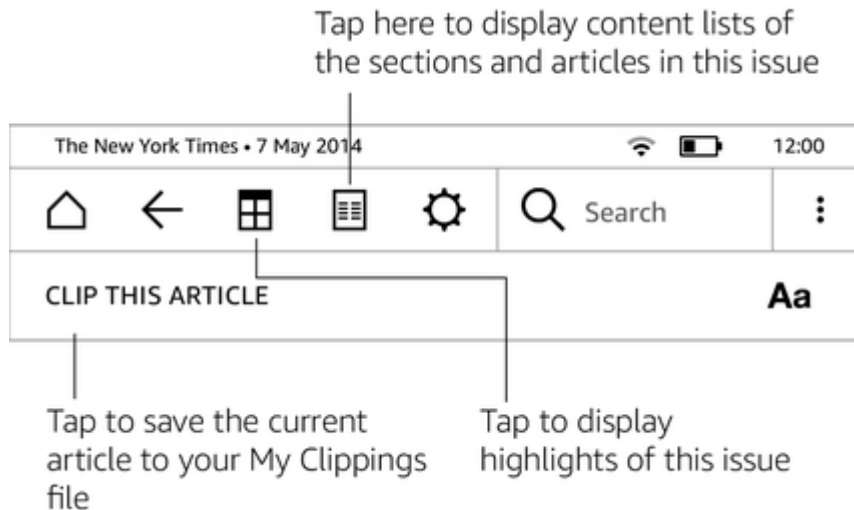 Tap here to display content lists of
the sections and articles in this issue
The New York Times • 7 May 2014
12:00
Search
CLIP THIS ARTICLE
Aa
Tap to save the current
article to your My Clippings
file
Tap to display
highlights of this issue